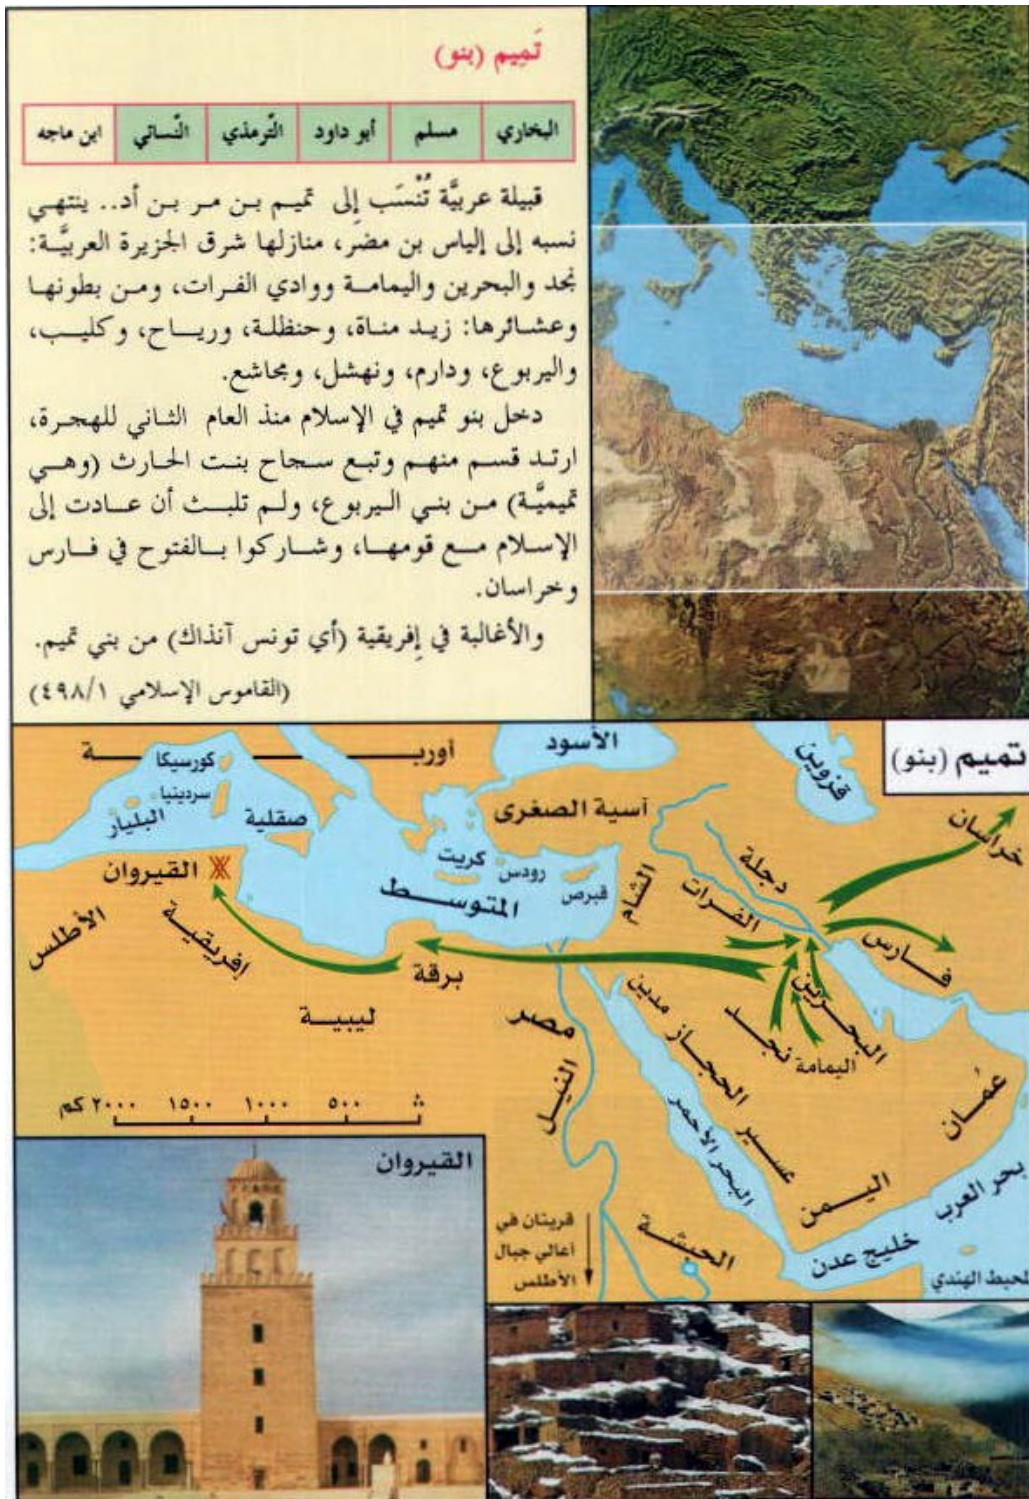 تَمِيم (بنو)
البخاري مسلم أبو داود التّرمذي النّسائي ابن ماجه
قبيلة عربيَّة تُنْسَب إلى تميم بن مر بن أد.. ينتهي
نسبه إلى إلياس بن مضر، منازلها شرق الجزيرة العربيَّة:
نجد والبحرين واليمامة ووادي الفرات، ومن بطونها
وعشائرها: زيد مناة، وحنظلة، ورياح، وكليب،
واليربوع، ودارم، ونهشل، ومجاشع.
دخل بنو تميم في الإسلام منذ العام الثاني للهجرة،
ارتد قسم منهم وتبع سجاح بنت الحارث (وهي
تميميَّة) من بني اليربوع، ولم تلبث أن عادت إلى
الإسلام مع قومها، وشاركوا بالفتوح في فارس
وخراسان.
والأغالبة في إفريقية (أي تونس آنذاك) من بني تميم.
(القاموس الإسلامي ٤٩٨/١)
تميم (بنو)
قزوين
الأسود
أوربـة
كورسيكا
سردينيا
البليار
صقلية
آسية الصغرى
خراسان
دجلة
الفرات
الشام
كريت
رودس
قبرص
المتوسط
القيروان
الأطلس
إفريقية
برقة
ليبية
فارس
البحرين
نجد
اليمامة
مدين
الحجاز
مصر
النيل
عسير
البحر الأحمر
عُمان
اليمن
بحر العرب
خليج عدن
الحبشة
المحيط الهندي
٥٠٠ ١٠٠٠ ١٥٠٠ ٢٠٠٠ كم
قريتان في
أعالي جبال
الأطلس
القيروان